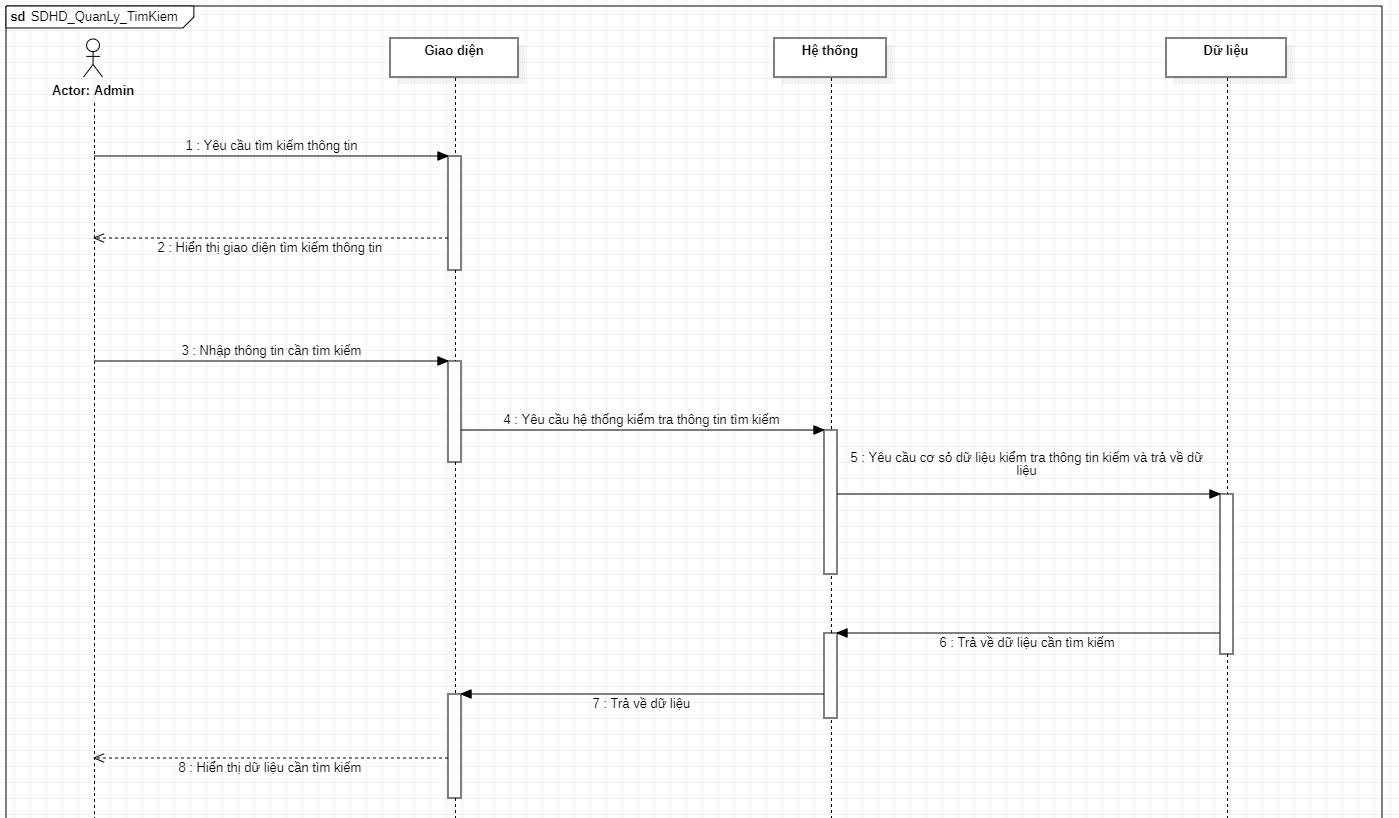 sd SDHD_QuanLy_TimKiem
Actor: Admin
Giao diện
Hệ thống
Dữ liệu
1 : Yêu cầu tìm kiếm thông tin
2 : Hiển thị giao diện tìm kiếm thông tin
3 : Nhập thông tin cần tìm kiếm
4 : Yêu cầu hệ thống kiểm tra thông tin tìm kiếm
5 : Yêu cầu cơ sỏ dữ liệu kiểm tra thông tin kiếm và trả về dữ
liệu
6 : Trả về dữ liệu cần tìm kiếm
7 : Trả về dữ liệu
8 : Hiển thị dữ liệu cần tìm kiếm